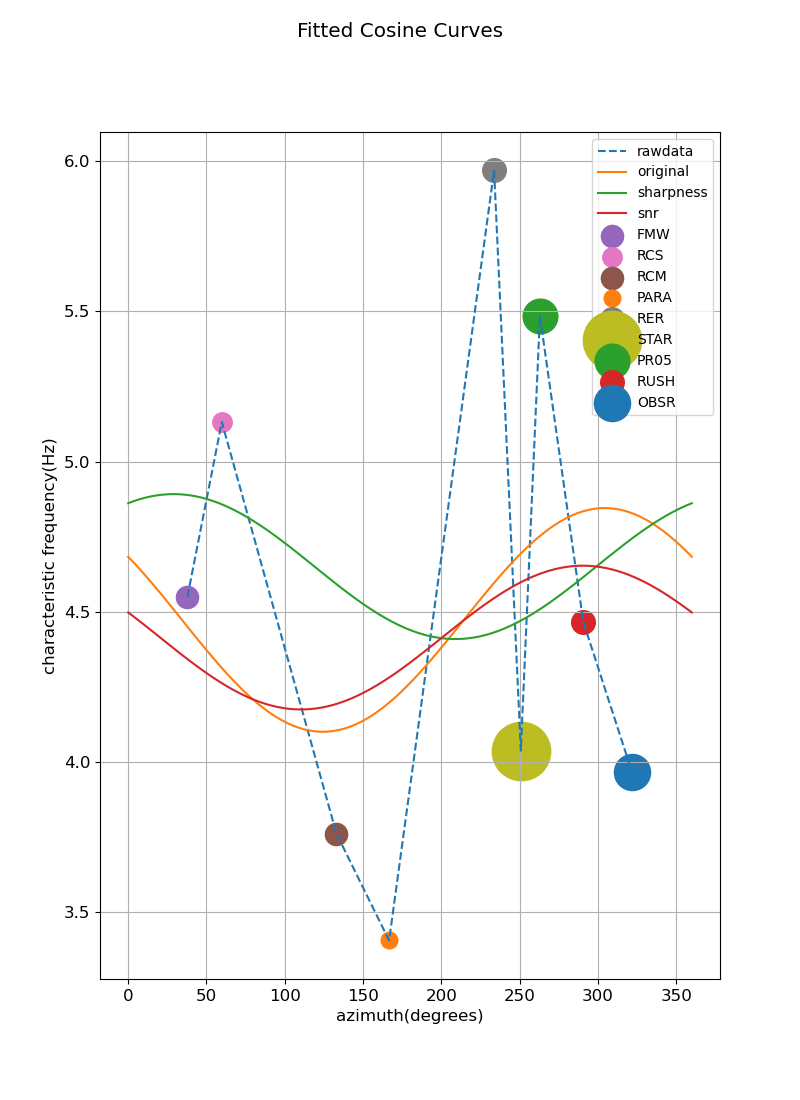 Fitted Cosine Curves
6.0
5.5
5.0
4.5
4.0
3.5
characteristic frequency(Hz)
0 50 100 150 200 250 300 350
azimuth(degrees)
rawdata
original
sharpness
snr
FMW
RCS
RCM
PARA
RER
STAR
PR05
RUSH
OBSR